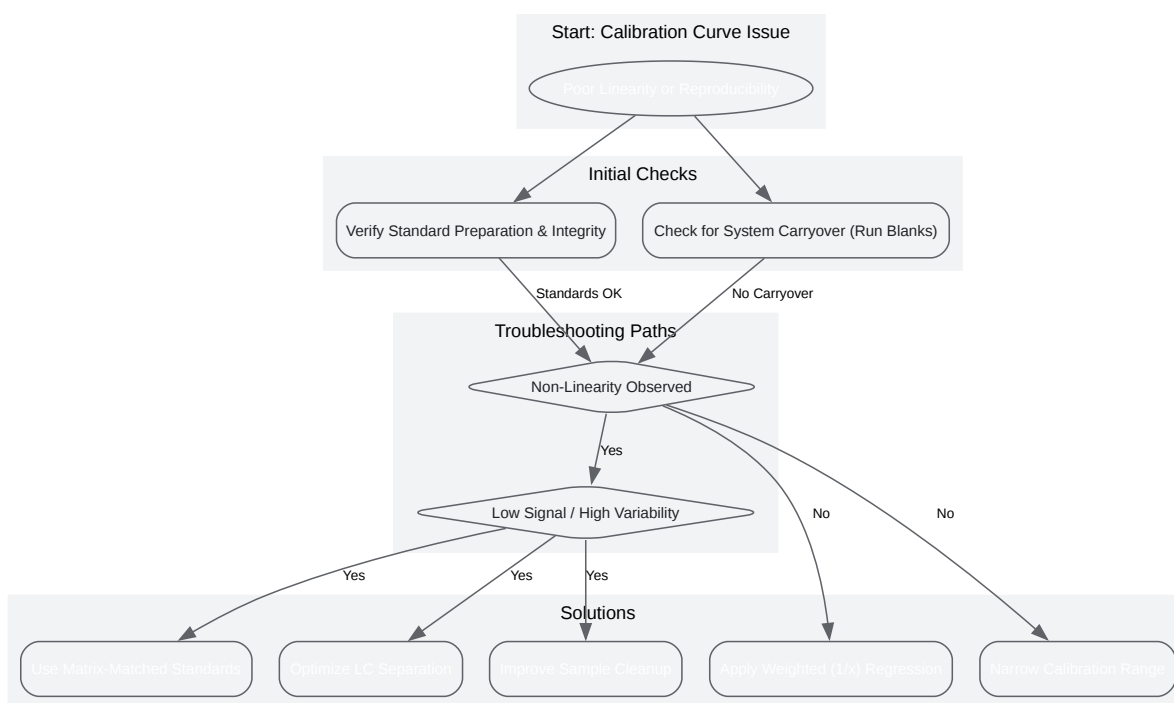 Start: Calibration Curve Issue
Poor Linearity or Reproducibility
Initial Checks
Verify Standard Preparation & Integrity
Check for System Carryover (Run Blanks)
Standards OK
No Carryover
Troubleshooting Paths
Non-Linearity Observed
Yes
Low Signal / High Variability
No
No
Yes
Yes
Yes
Solutions
Use Matrix-Matched Standards
Optimize LC Separation
Improve Sample Cleanup
Apply Weighted (1/x) Regression
Narrow Calibration Range